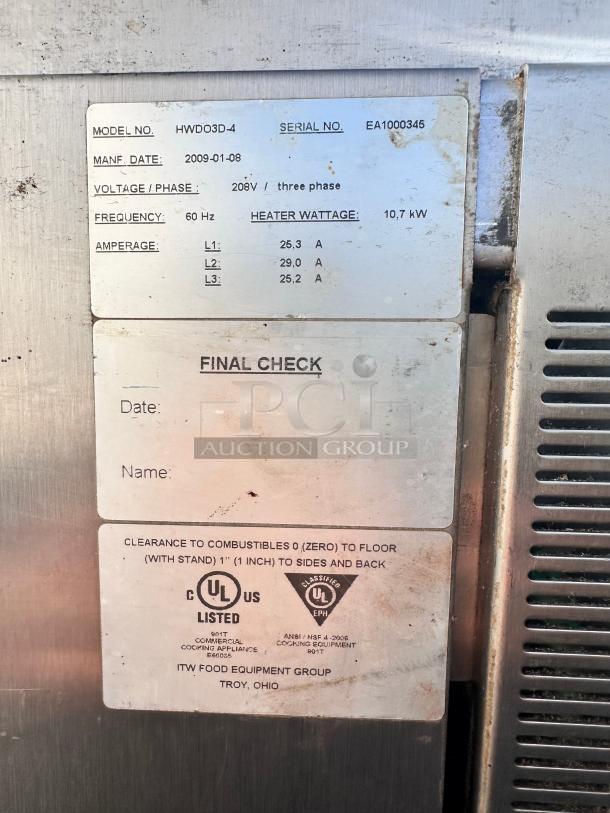 MODEL NO. HWDO3D-4 SERIAL NO. EA1000345
MANF. DATE: 2009-01-08
VOLTAGE / PHASE : 208V / three phase
FREQUENCY: 60 Hz HEATER WATTAGE: 10,7 kW
AMPERAGE: L1: 25,3 A
L2: 29,0 A
L3: 25,2 A
FINAL CHECK
Date:
PCi
AUCTION GROUP
Name:
CLEARANCE TO COMBUSTIBLES 0 (ZERO) TO FLOOR
(WITH STAND) 1" (1 INCH) TO SIDES AND BACK
C UL US
LISTED
901T
COMMERCIAL
COOKING APPLIANCE
CLASSIFIED
UL
EPH
ANSI / NSF 4 -2005
COOKING EQUIPMENT
901T
ITW FOOD EQUIPMENT GROUP
TROY, OHIO